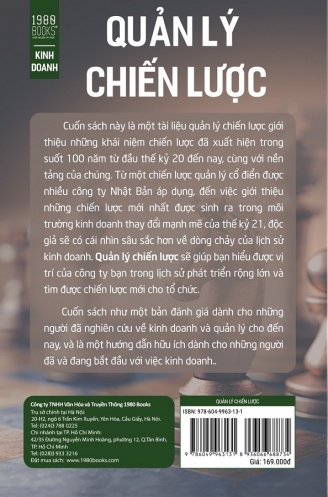 1980
BOOKS
KINH
DOANH
QUẢN LÝ
CHIẾN LƯỢC
Cuốn sách này là một tài liệu quản lý chiến lược giới
thiệu những khái niệm chiến lược đã xuất hiện trong
suốt 100 năm từ đầu thế kỷ 20 đến nay, cùng với nền
tảng của chúng. Từ một chiến lược quản lý cổ điển được
nhiều công ty Nhật Bản áp dụng, đến việc giới thiệu
những chiến lược mới nhất được sinh ra trong môi
trường kinh doanh thay đổi mạnh mẽ của thế kỷ 21, độc
giả sẽ có cái nhìn sâu sắc hơn về dòng chảy của lịch sử
kinh doanh. Quản lý chiến lược sẽ giúp bạn hiểu được vị
trí của công ty bạn trong lịch sử phát triển rộng lớn và
tìm được chiến lược mới cho tổ chức.
Cuốn sách như một bản đánh giá dành cho những
người đã nghiên cứu về kinh doanh và quản lý cho đến
nay, và là một hướng dẫn hữu ích dành cho những người
đã và đang bắt đầu với việc kinh doanh..
Công ty TNHH Văn Hóa và Truyền Thông 1980 Books
Trụ sở chính tại Hà Nội:
20-H2, ngõ 6 Trần Kim Xuyến, Yên Hòa, Cầu Giấy, Hà Nội.
Tel: (024)3 788 0225
Chi nhánh tại TP. Hồ Chí Minh:
42/35 Đường Nguyễn Minh Hoàng, phường 12, Q.Tân Bình,
TP. Hồ Chí Minh
Tel: (028)3 933 3216
Đặt mua sách: www.1980books.com
QUẢN LÝ CHIẾN LƯỢC
ISBN: 978-604-9963-13-1
9 786049 963131
8 936066 688734
Giá: 169.000đ